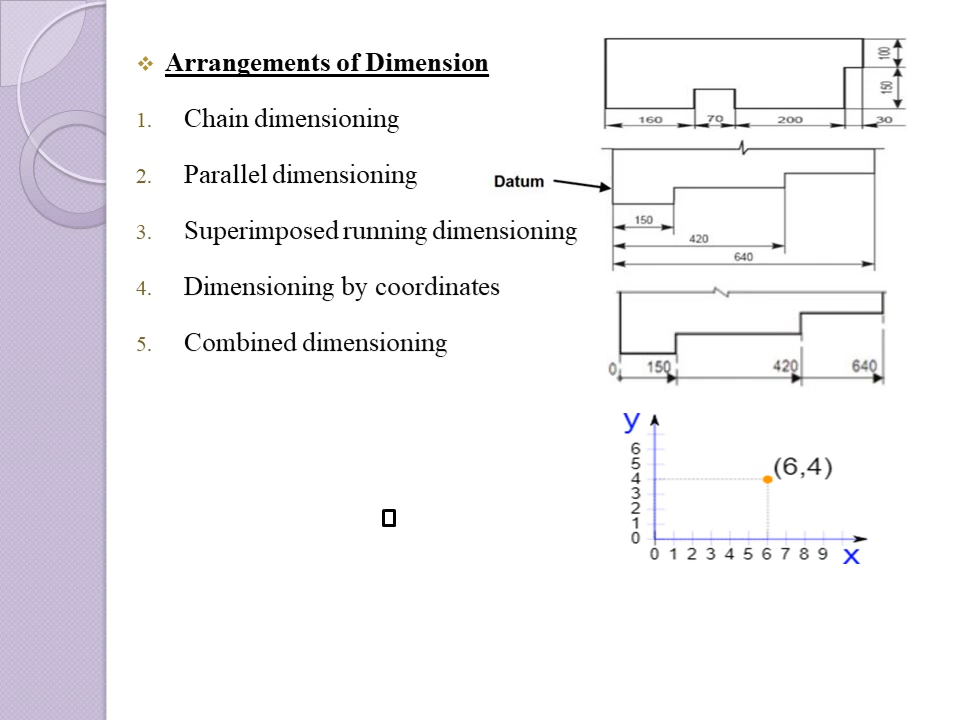 ❖ Arrangements of Dimension
1. Chain dimensioning
2. Parallel dimensioning
3. Superimposed running dimensioning
4. Dimensioning by coordinates
5. Combined dimensioning
100
150
160 70 200 30
Datum
150
420
640
0 150 420 640
y
(6,4)
6
5
4
3
2
1
0
0 1 2 3 4 5 6 7 8 9 x